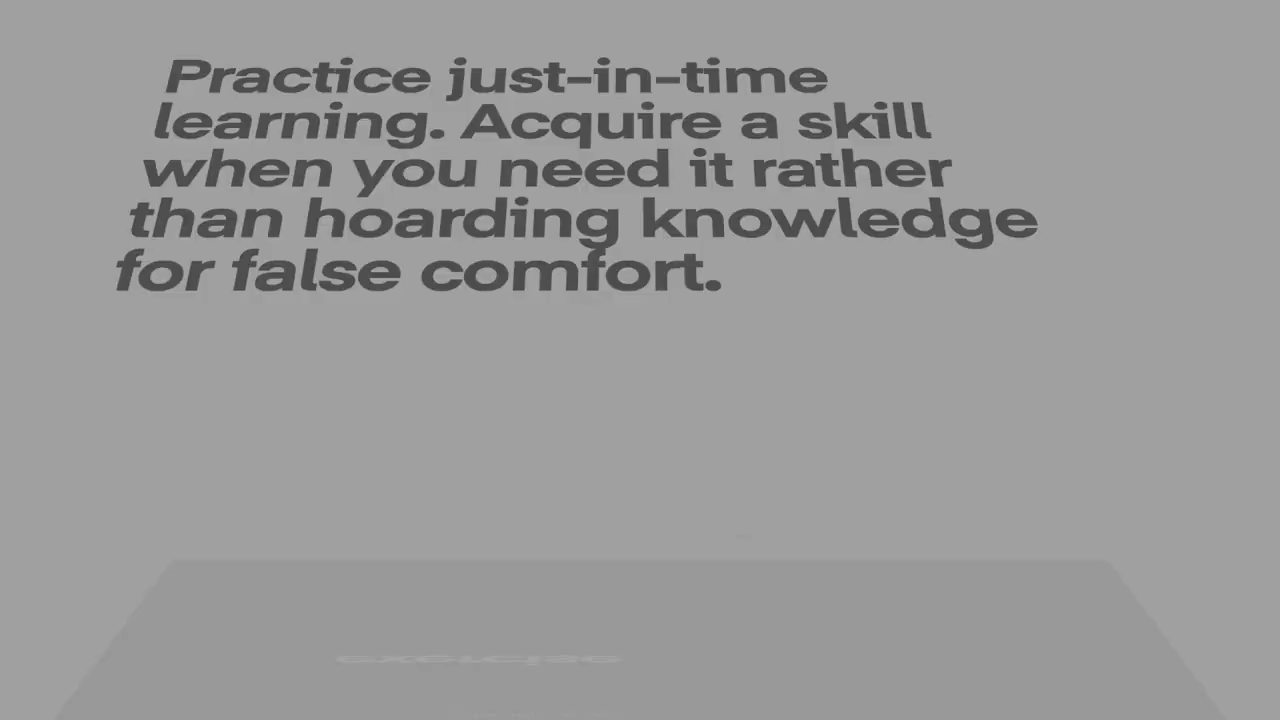 Practice just-in-time
learning. Acquire a skill
when you need it rather
than hoarding knowledge
for false comfort.